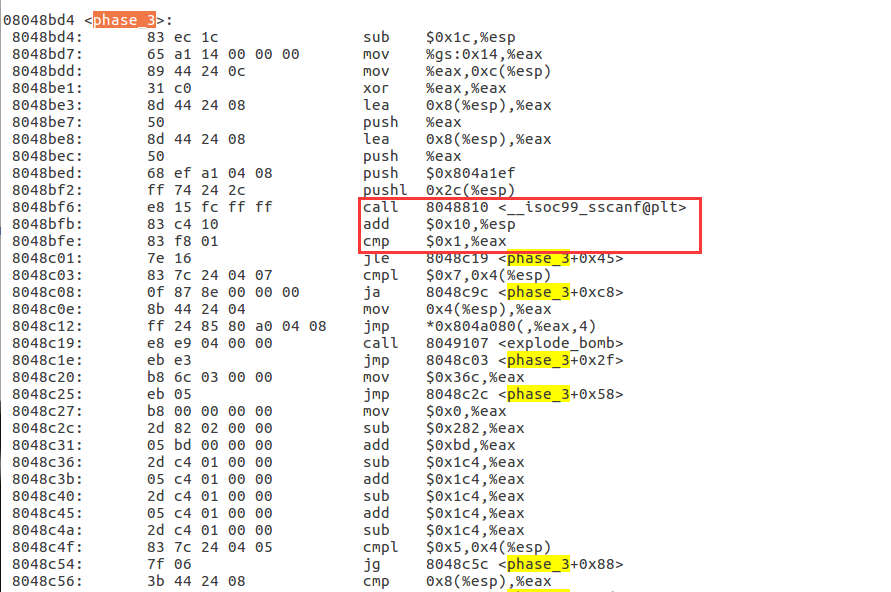 08048bd4 <phase_3>:
8048bd4: 83 ec 1c sub $0x1c,%esp
8048bd7: 65 a1 14 00 00 00 mov %gs:0x14,%eax
8048bdd: 89 44 24 0c mov %eax,0xc(%esp)
8048be1: 31 c0 xor %eax,%eax
8048be3: 8d 44 24 08 lea 0x8(%esp),%eax
8048be7: 50 push %eax
8048be8: 8d 44 24 08 lea 0x8(%esp),%eax
8048bec: 50 push %eax
8048bed: 68 ef a1 04 08 push $0x804a1ef
8048bf2: ff 74 24 2c pushl 0x2c(%esp)
8048bf6: e8 15 fc ff ff call 8048810 <__isoc99_sscanf@plt>
8048bfb: 83 c4 10 add $0x10,%esp
8048bfe: 83 f8 01 cmp $0x1,%eax
8048c01: 7e 16 jle 8048c19 <phase_3+0x45>
8048c03: 83 7c 24 04 07 cmpl $0x7,0x4(%esp)
8048c08: 0f 87 8e 00 00 00 ja 8048c9c <phase_3+0xc8>
8048c0e: 8b 44 24 04 mov 0x4(%esp),%eax
8048c12: ff 24 85 80 a0 04 08 jmp *0x804a080(,%eax,4)
8048c19: e8 e9 04 00 00 call 8049107 <explode_bomb>
8048c1e: eb e3 jmp 8048c03 <phase_3+0x2f>
8048c20: b8 6c 03 00 00 mov $0x36c,%eax
8048c25: eb 05 jmp 8048c2c <phase_3+0x58>
8048c27: b8 00 00 00 00 mov $0x0,%eax
8048c2c: 2d 82 02 00 00 sub $0x282,%eax
8048c31: 05 bd 00 00 00 add $0xbd,%eax
8048c36: 2d c4 01 00 00 sub $0x1c4,%eax
8048c3b: 05 c4 01 00 00 add $0x1c4,%eax
8048c40: 2d c4 01 00 00 sub $0x1c4,%eax
8048c45: 05 c4 01 00 00 add $0x1c4,%eax
8048c4a: 2d c4 01 00 00 sub $0x1c4,%eax
8048c4f: 83 7c 24 04 05 cmpl $0x5,0x4(%esp)
8048c54: 7f 06 jg 8048c5c <phase_3+0x88>
8048c56: 3b 44 24 08 cmp 0x8(%esp),%eax